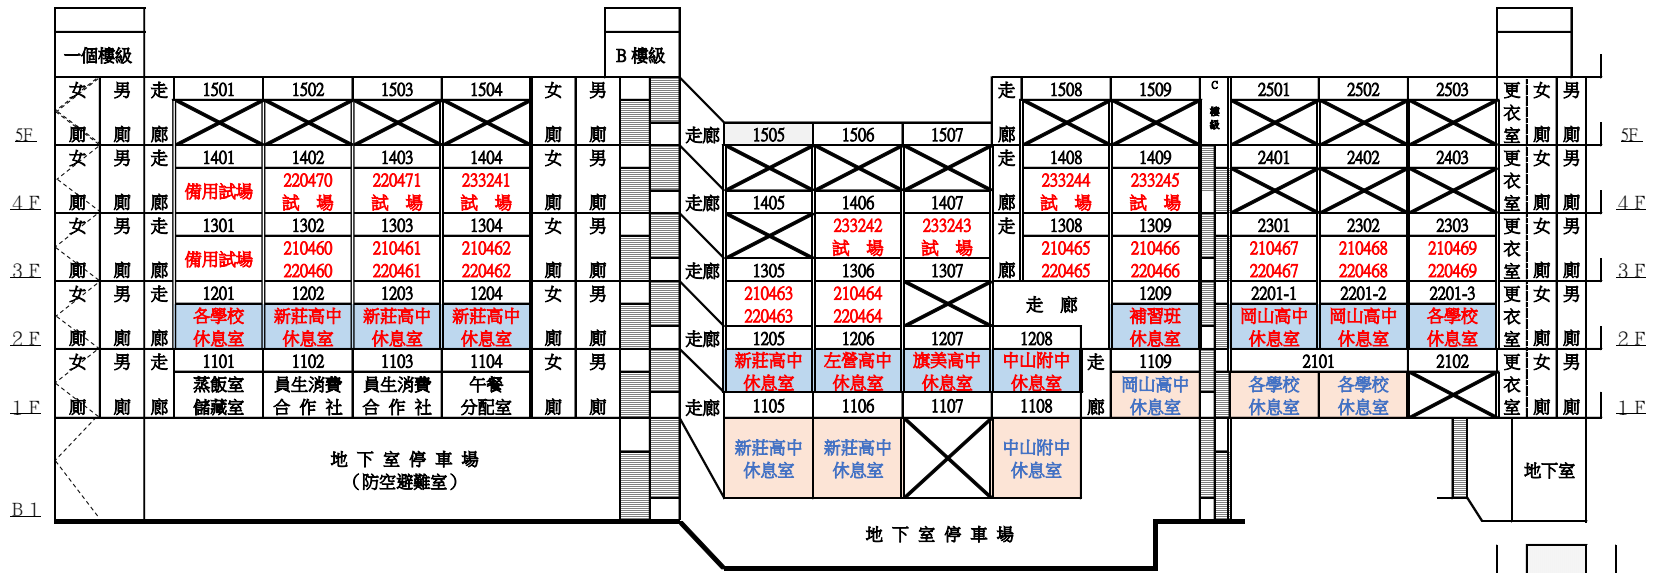 一個樓級 B 樓級
女 男 走 1501 1502 1503 1504 女 男 走 1508 1509 C 2501 2502 2503 更 女 男
樓
級
衣
5F 廁 廁 廊 廁 廁 走廊 1505 1506 1507 廊 室 廁 廁 5F
女 男 走 1401 1402 1403 1404 女 男 走 1408 1409 2401 2402 2403 更 女 男
備用試場 220470 220471 233241 233244 233245 衣
試 場 試 場 試 場 試 場 試 場
4F 廁 廁 廊 廁 廁 走廊 1405 1406 1407 廊 室 廁 廁 4F
女 男 走 1301 1302 1303 1304 女 男 233242 233243 走 1308 1309 2301 2302 2303 更 女 男
試 場 試 場
備用試場 210460 210461 210462 210465 210466 210467 210468 210469 衣
3F 廁 廁 廊 220460 220461 220462 廁 廁 走廊 1305 1306 1307 廊 220465 220466 220467 220468 220469 室 廁 廁 3F
女 男 走 1201 1202 1203 1204 女 男 210463 210464 走 廊 1209 2201-1 2201-2 2201-3 更 女 男
220463 220464
各學校 新莊高中 新莊高中 新莊高中 補習班 岡山高中 岡山高中 各學校 衣
2F 廁 廁 廊 休息室 休息室 休息室 休息室 廁 廁 走廊 1205 1206 1207 1208 休息室 休息室 休息室 休息室 室 廁 廁 2F
女 男 走 1101 1102 1103 1104 女 男 新莊高中 左營高中 旗美高中 中山附中 走 1109 2101 2102 更 女 男
休息室 休息室 休息室 休息室
蒸飯室 員生消費 員生消費 午餐 岡山高中 各學校 各學校 衣
1F 廁 廁 廊 儲藏室 合 作 社 合 作 社 分配室 廁 廁 走廊 1105 1106 1107 1108 廊 休息室 休息室 休息室 室 廁 廁 1F
新莊高中 新莊高中 中山附中
休息室 休息室 休息室
地 下 室 停 車 場 地下室
（防空避難室）
B1
地 下 室 停 車 場